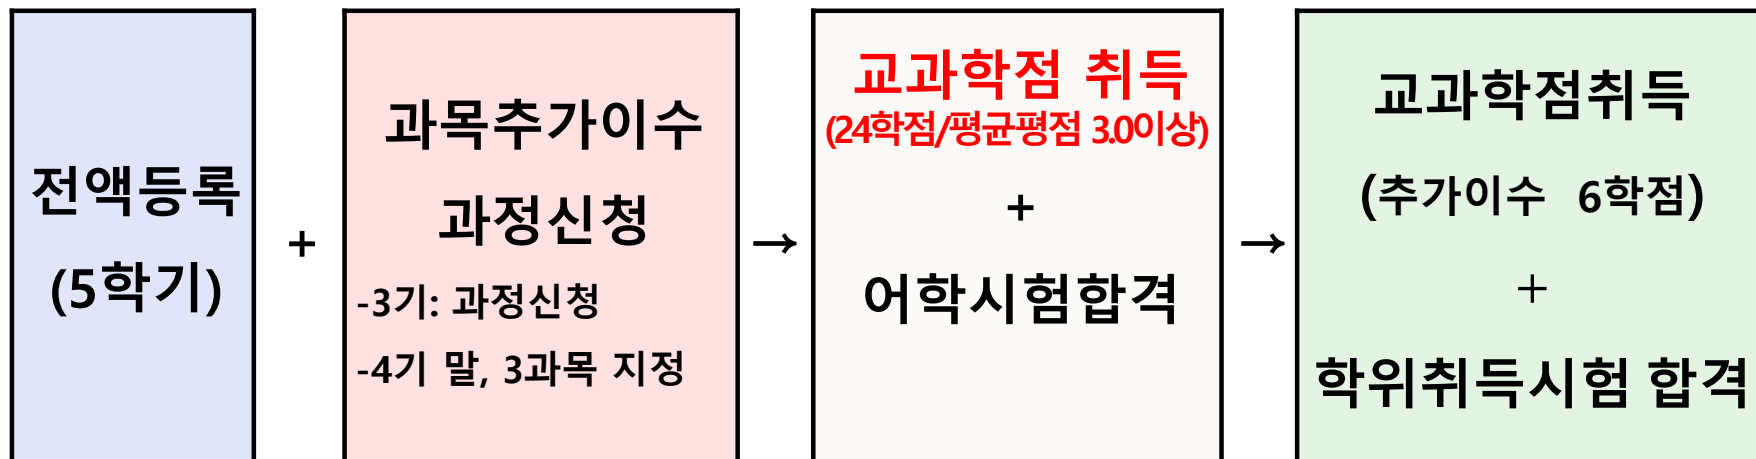 전액등록
(5학기)
+
과목추가이수
과정신청
-3기: 과정신청
-4기 말, 3과목 지정
→
교과학점 취득
(24학점/평균평점 3.0이상)
+
어학시험합격
→
교과학점취득
(추가이수 6학점)
+
학위취득시험 합격